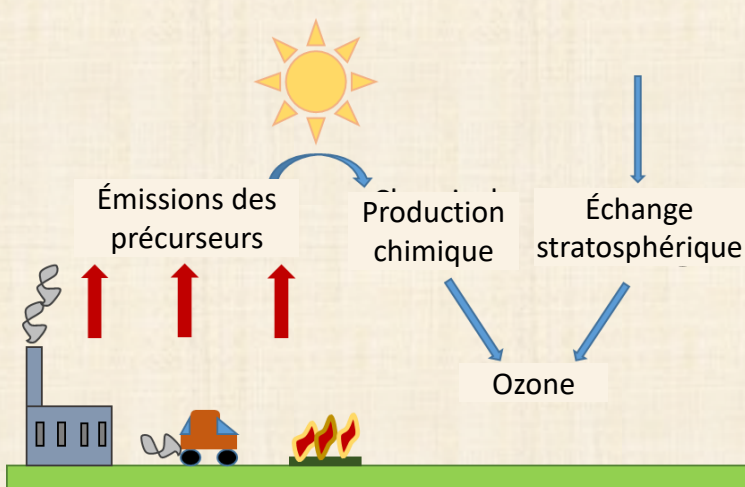 Émissions des
précurseurs
Production
chimique
Échange
stratosphérique
Ozone